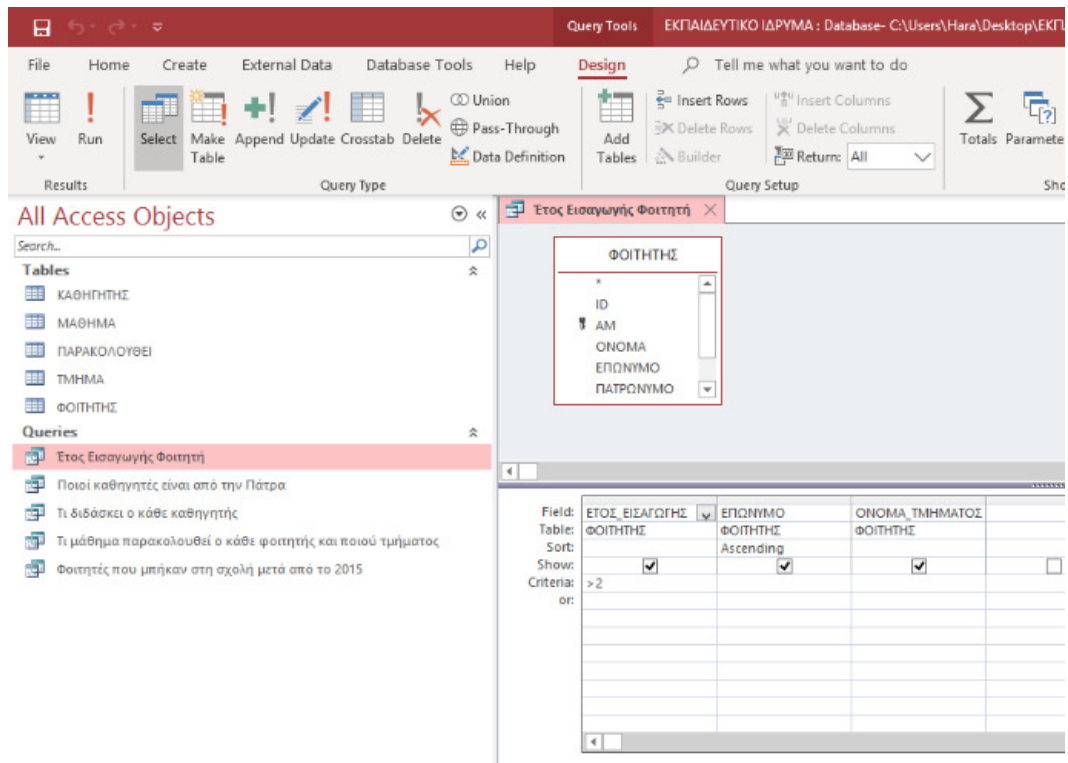 Query Tools ΕΚΠΑΙΔΕΥΤΙΚΟ ΙΔΡΥΜΑ : Database- C:\Users\Hara\Desktop\ΕΚΠ
File Home Create External Data Database Tools Help Design Tell me what you want to do
View Run Select Make Table Append Update Crosstab Delete
Union
Pass-Through
Data Definition
Add Tables
Insert Rows
Delete Rows
Builder
Insert Columns
Delete Columns
Return: All
Totals Paramete
Results Query Type Query Setup Sho
All Access Objects
Search...
Tables
ΚΑΘΗΓΗΤΗΣ
ΜΑΘΗΜΑ
ΠΑΡΑΚΟΛΟΥΘΕΙ
ΤΜΗΜΑ
ΦΟΙΤΗΤΗΣ
Queries
Έτος Εισαγωγής Φοιτητή
Ποιοί καθηγητές είναι από την Πάτρα
Τι διδάσκει ο κάθε καθηγητής
Τι μάθημα παρακολουθεί ο κάθε φοιτητής και ποιού τμήματος
Φοιτητές που μπήκαν στη σχολή μετά από το 2015
Έτος Εισαγωγής Φοιτητή
ΦΟΙΤΗΤΗΣ
*
ID
ΑΜ
ΟΝΟΜΑ
ΕΠΩΝΥΜΟ
ΠΑΤΡΩΝΥΜΟ
Field: ΕΤΟΣ_ΕΙΣΑΓΩΓΗΣ ΕΠΩΝΥΜΟ ΟΝΟΜΑ_ΤΜΗΜΑΤΟΣ
Table: ΦΟΙΤΗΤΗΣ ΦΟΙΤΗΤΗΣ ΦΟΙΤΗΤΗΣ
Sort: Ascending
Show:
Criteria: >2
or: